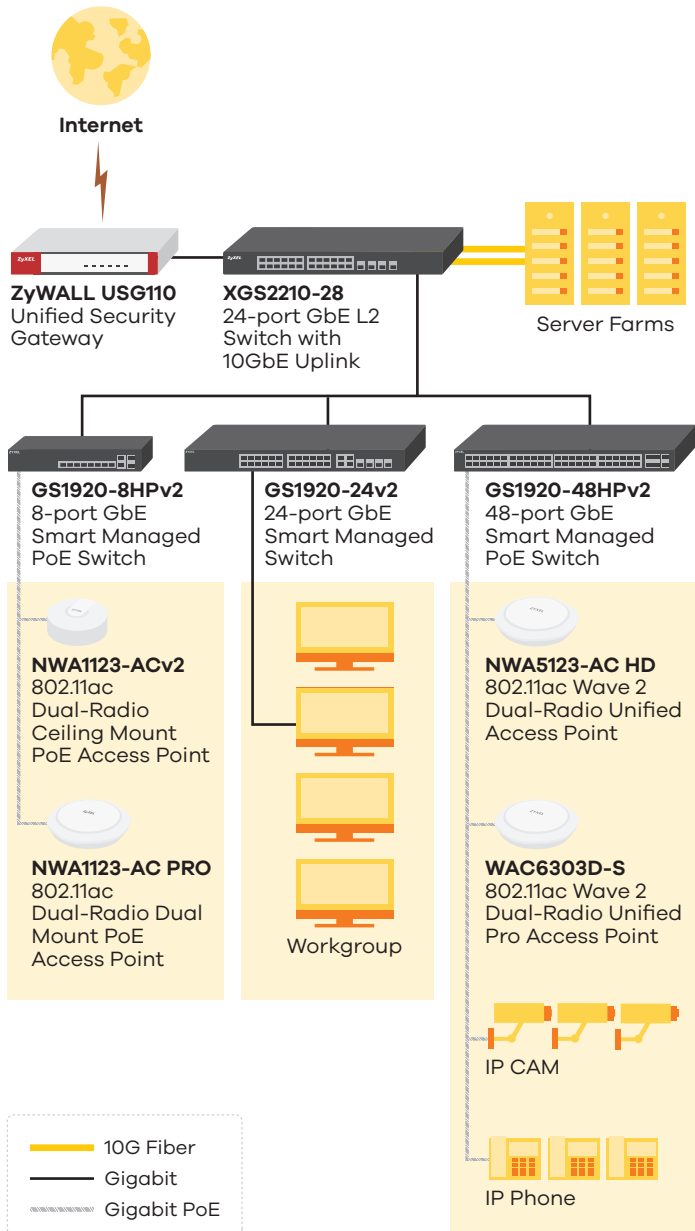 Internet
ZyXEL
ZyWALL USG110
Unified Security
Gateway
ZyXEL
XGS2210-28
24-port GbE L2
Switch with
10GbE Uplink
Server Farms
GS1920-8HPv2
8-port GbE
Smart Managed
PoE Switch
GS1920-24v2
24-port GbE
Smart Managed
Switch
GS1920-48HPv2
48-port GbE
Smart Managed
PoE Switch
NWA1123-ACv2
802.11ac
Dual-Radio
Ceiling Mount
PoE Access Point
NWA1123-AC PRO
802.11ac
Dual-Radio Dual
Mount PoE
Access Point
Workgroup
NWA5123-AC HD
802.11ac Wave 2
Dual-Radio Unified
Access Point
WAC6303D-S
802.11ac Wave 2
Dual-Radio Unified
Pro Access Point
IP CAM
IP Phone
10G Fiber
Gigabit
Gigabit PoE